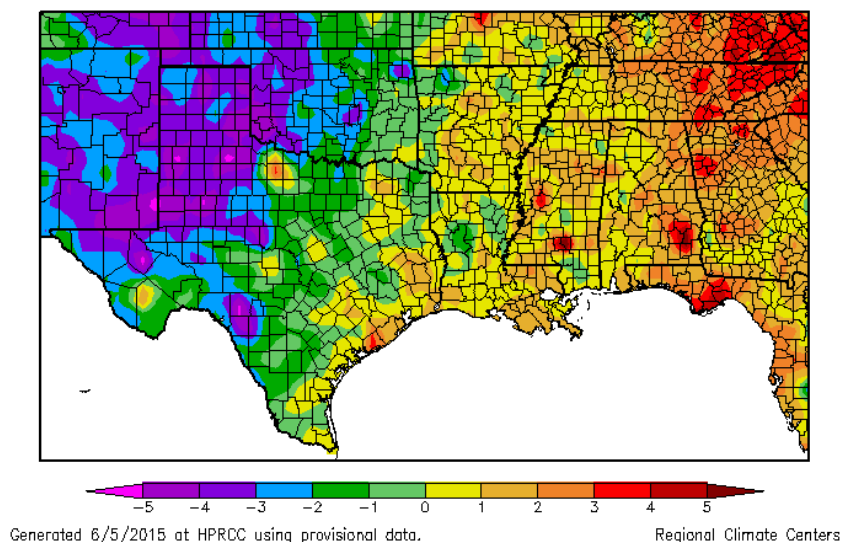 -5 -4 -3 -2 -1 0 1 2 3 4 5
Generated 6/5/2015 at HPRCC using provisional data. Regional Climate Centers